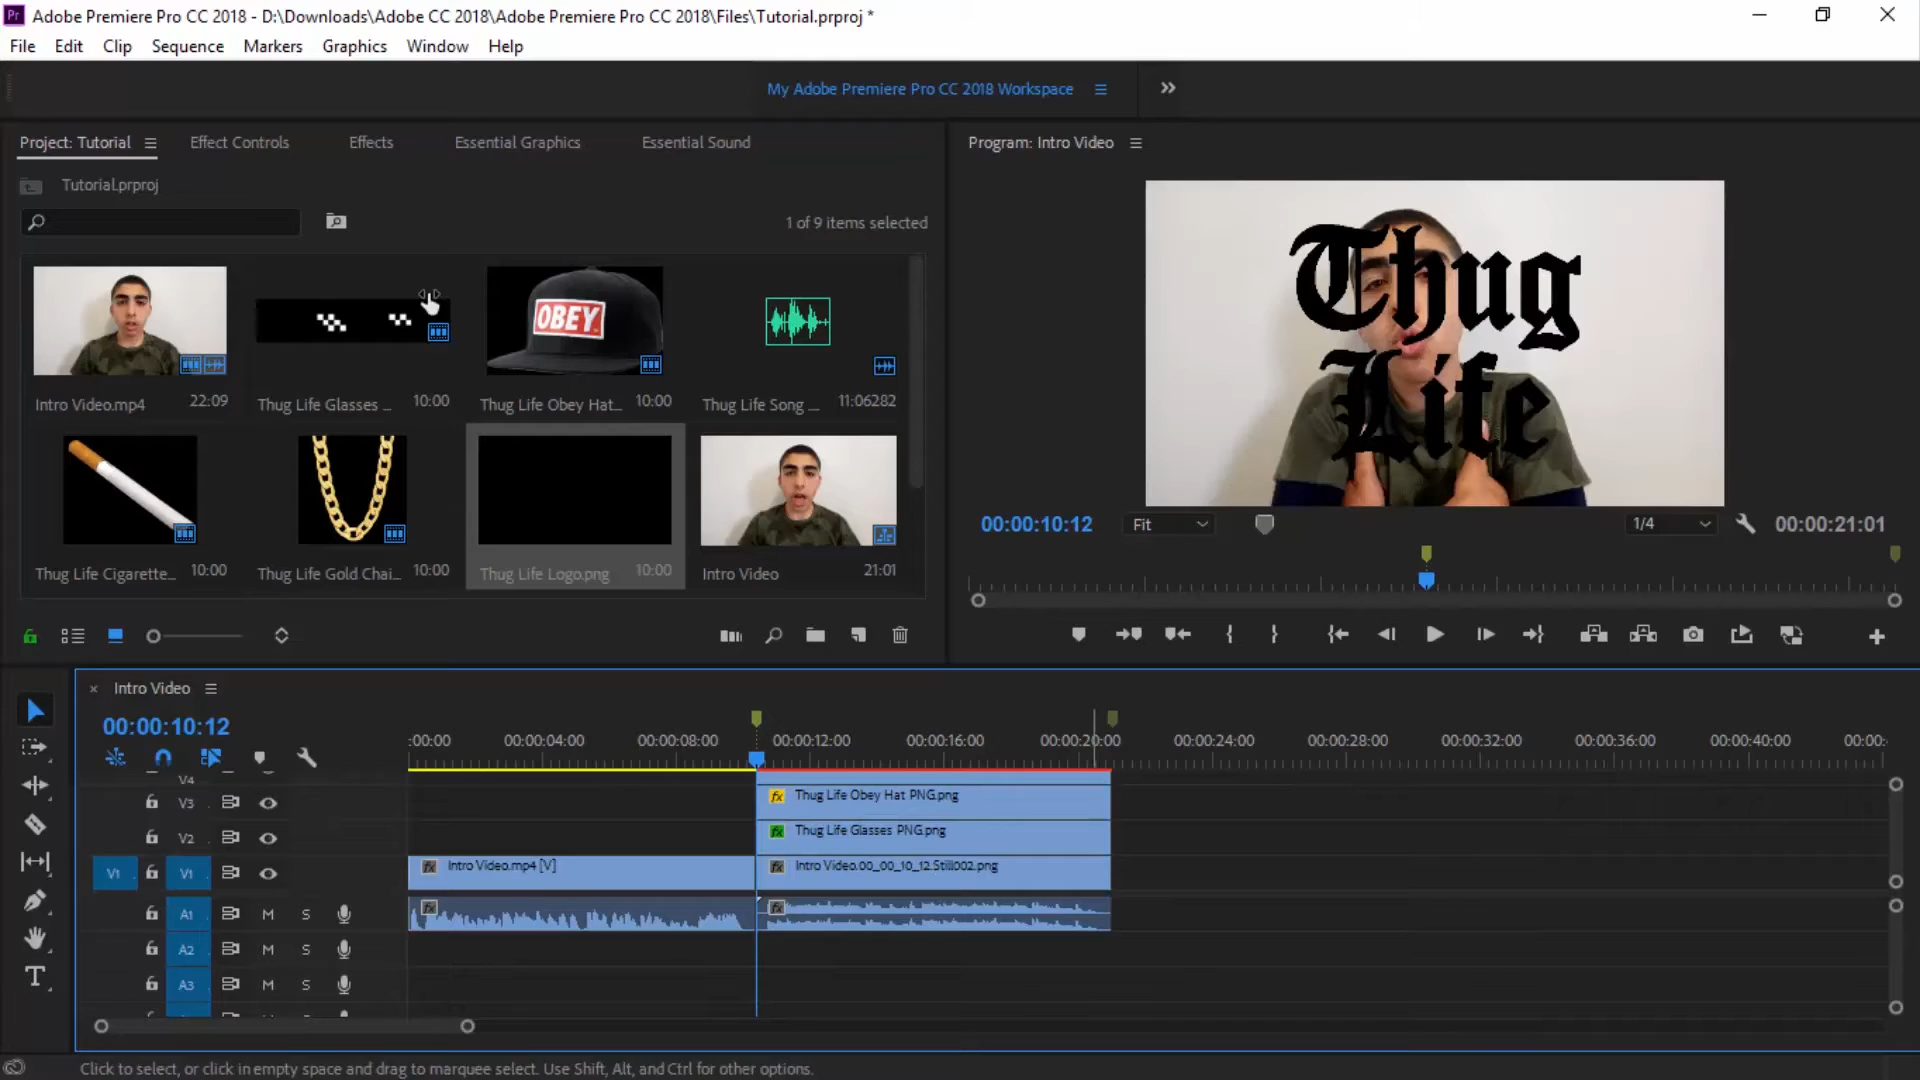 Adobe Premiere Pro CC 2018 - D:\Downloads\Adobe CC 2018\Adobe Premiere Pro CC 2018\Files\Tutorial.prproj *
File Edit Clip Sequence Markers Graphics Window Help
My Adobe Premiere Pro CC 2018 Workspace
Project: Tutorial Effect Controls Effects Essential Graphics Essential Sound
Program: Intro Video
Tutorial.prproj
1 of 9 items selected
OBEY
Intro Video.mp4 22:09
Thug Life Glasses ... 10:00
Thug Life Obey Hat... 10:00
Thug Life Song ... 11:06282
Thug Life Cigarette... 10:00
Thug Life Gold Chai... 10:00
Thug Life Logo.png 10:00
Intro Video 21:01
Thug
Life
00:00:10:12 Fit 1/4 00:00:21:01
Intro Video
00:00:10:12
:00:00 00:00:04:00 00:00:08:00 00:00:12:00 00:00:16:00 00:00:20:00 00:00:24:00 00:00:28:00 00:00:32:00 00:00:36:00 00:00:40:00 00:00:
V4
V3 fx Thug Life Obey Hat PNG.png
V2 fx Thug Life Glasses PNG.png
V1 V1 fx Intro Video.mp4 [V] fx Intro Video.00_00_10_12.Still002.png
A1 M S fx fx
A2 M S
A3 M S
Click to select, or click in empty space and drag to marquee select. Use Shift, Alt, and Ctrl for other options.